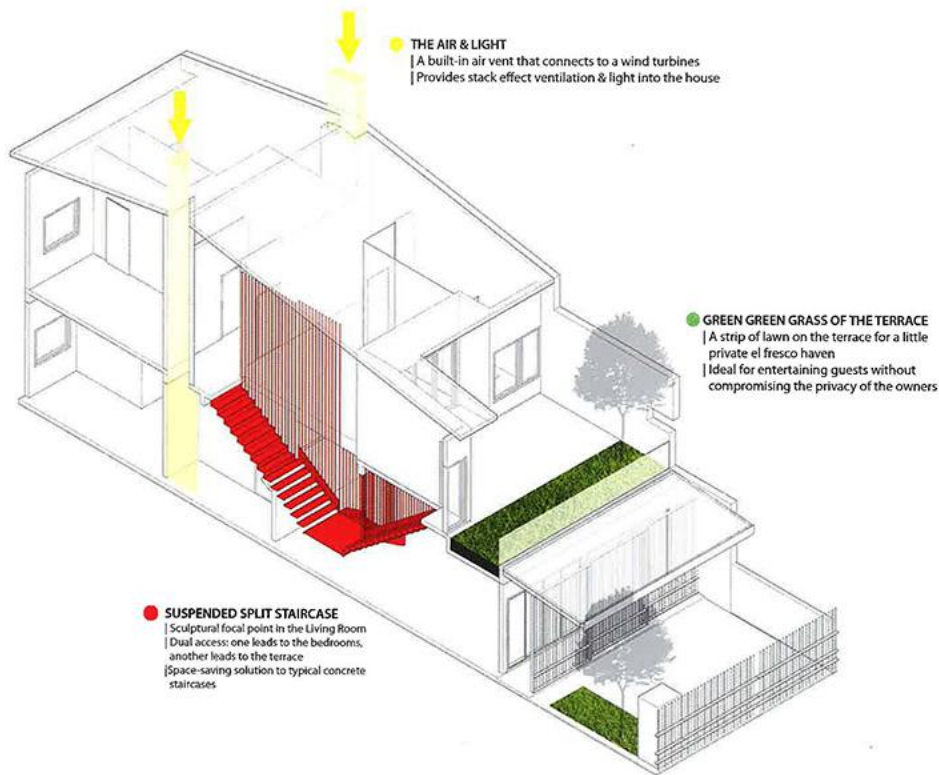 THE AIR & LIGHT
| A built-in air vent that connects to a wind turbines
| Provides stack effect ventilation & light into the house
GREEN GREEN GRASS OF THE TERRACE
| A strip of lawn on the terrace for a little
private el fresco haven
| Ideal for entertaining guests without
compromising the privacy of the owners
SUSPENDED SPLIT STAIRCASE
| Sculptural focal point in the Living Room
| Dual access: one leads to the bedrooms,
another leads to the terrace
| Space-saving solution to typical concrete
staircases